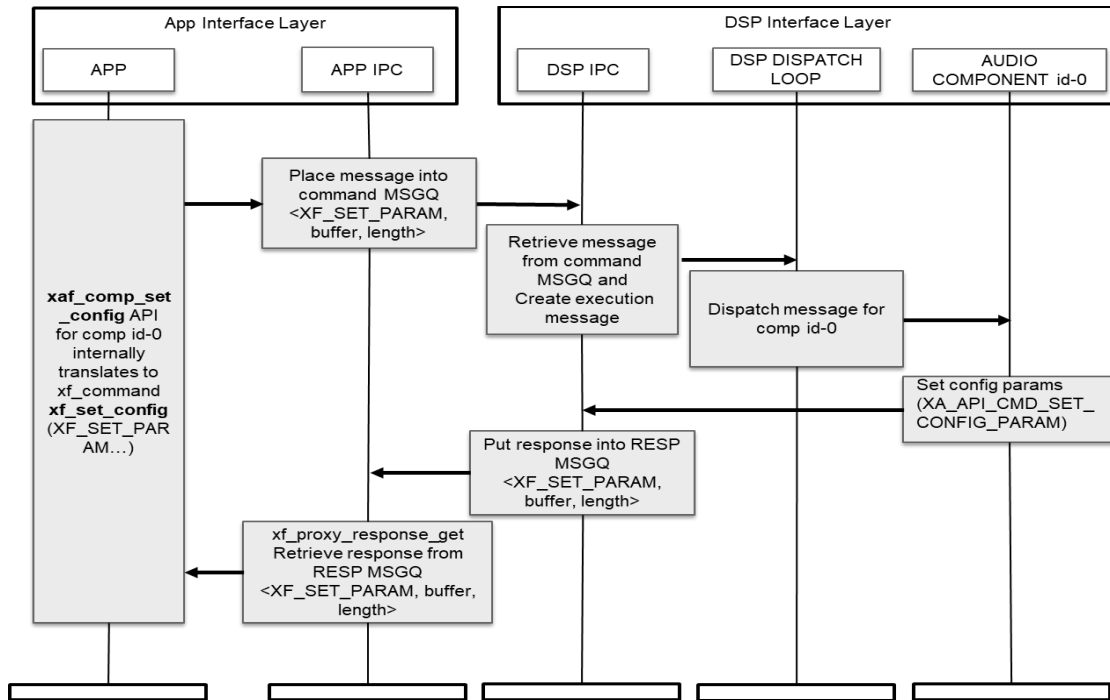 App Interface Layer
DSP Interface Layer
APP
APP IPC
DSP IPC
DSP DISPATCH
LOOP
AUDIO
COMPONENT id-0
Place message into
command MSGQ
<XF_SET_PARAM,
buffer, length>
Retrieve message
from command
MSGQ and
Create execution
message
Dispatch message for
comp id-0
xaf_comp_set
_config API
for comp id-0
internally
translates to
xf_command
xf_set_config
(XF_SET_PAR
AM…)
Set config params
(XA_API_CMD_SET_
CONFIG_PARAM)
Put response into RESP
MSGQ
<XF_SET_PARAM,
buffer, length>
xf_proxy_response_get
Retrieve response from
RESP MSGQ
<XF_SET_PARAM, buffer,
length>